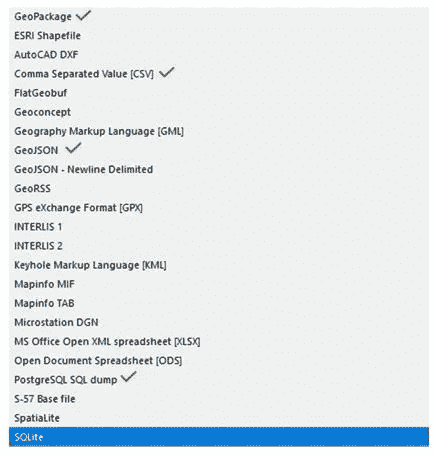 GeoPackage ✓
ESRI Shapefile
AutoCAD DXF
Comma Separated Value [CSV] ✓
FlatGeobuf
Geoconcept
Geography Markup Language [GML]
GeoJSON ✓
GeoJSON - Newline Delimited
GeoRSS
GPS eXchange Format [GPX]
INTERLIS 1
INTERLIS 2
Keyhole Markup Language [KML]
Mapinfo MIF
Mapinfo TAB
Microstation DGN
MS Office Open XML spreadsheet [XLSX]
Open Document Spreadsheet [ODS]
PostgreSQL SQL dump ✓
S-57 Base file
SpatiaLite
SQLite